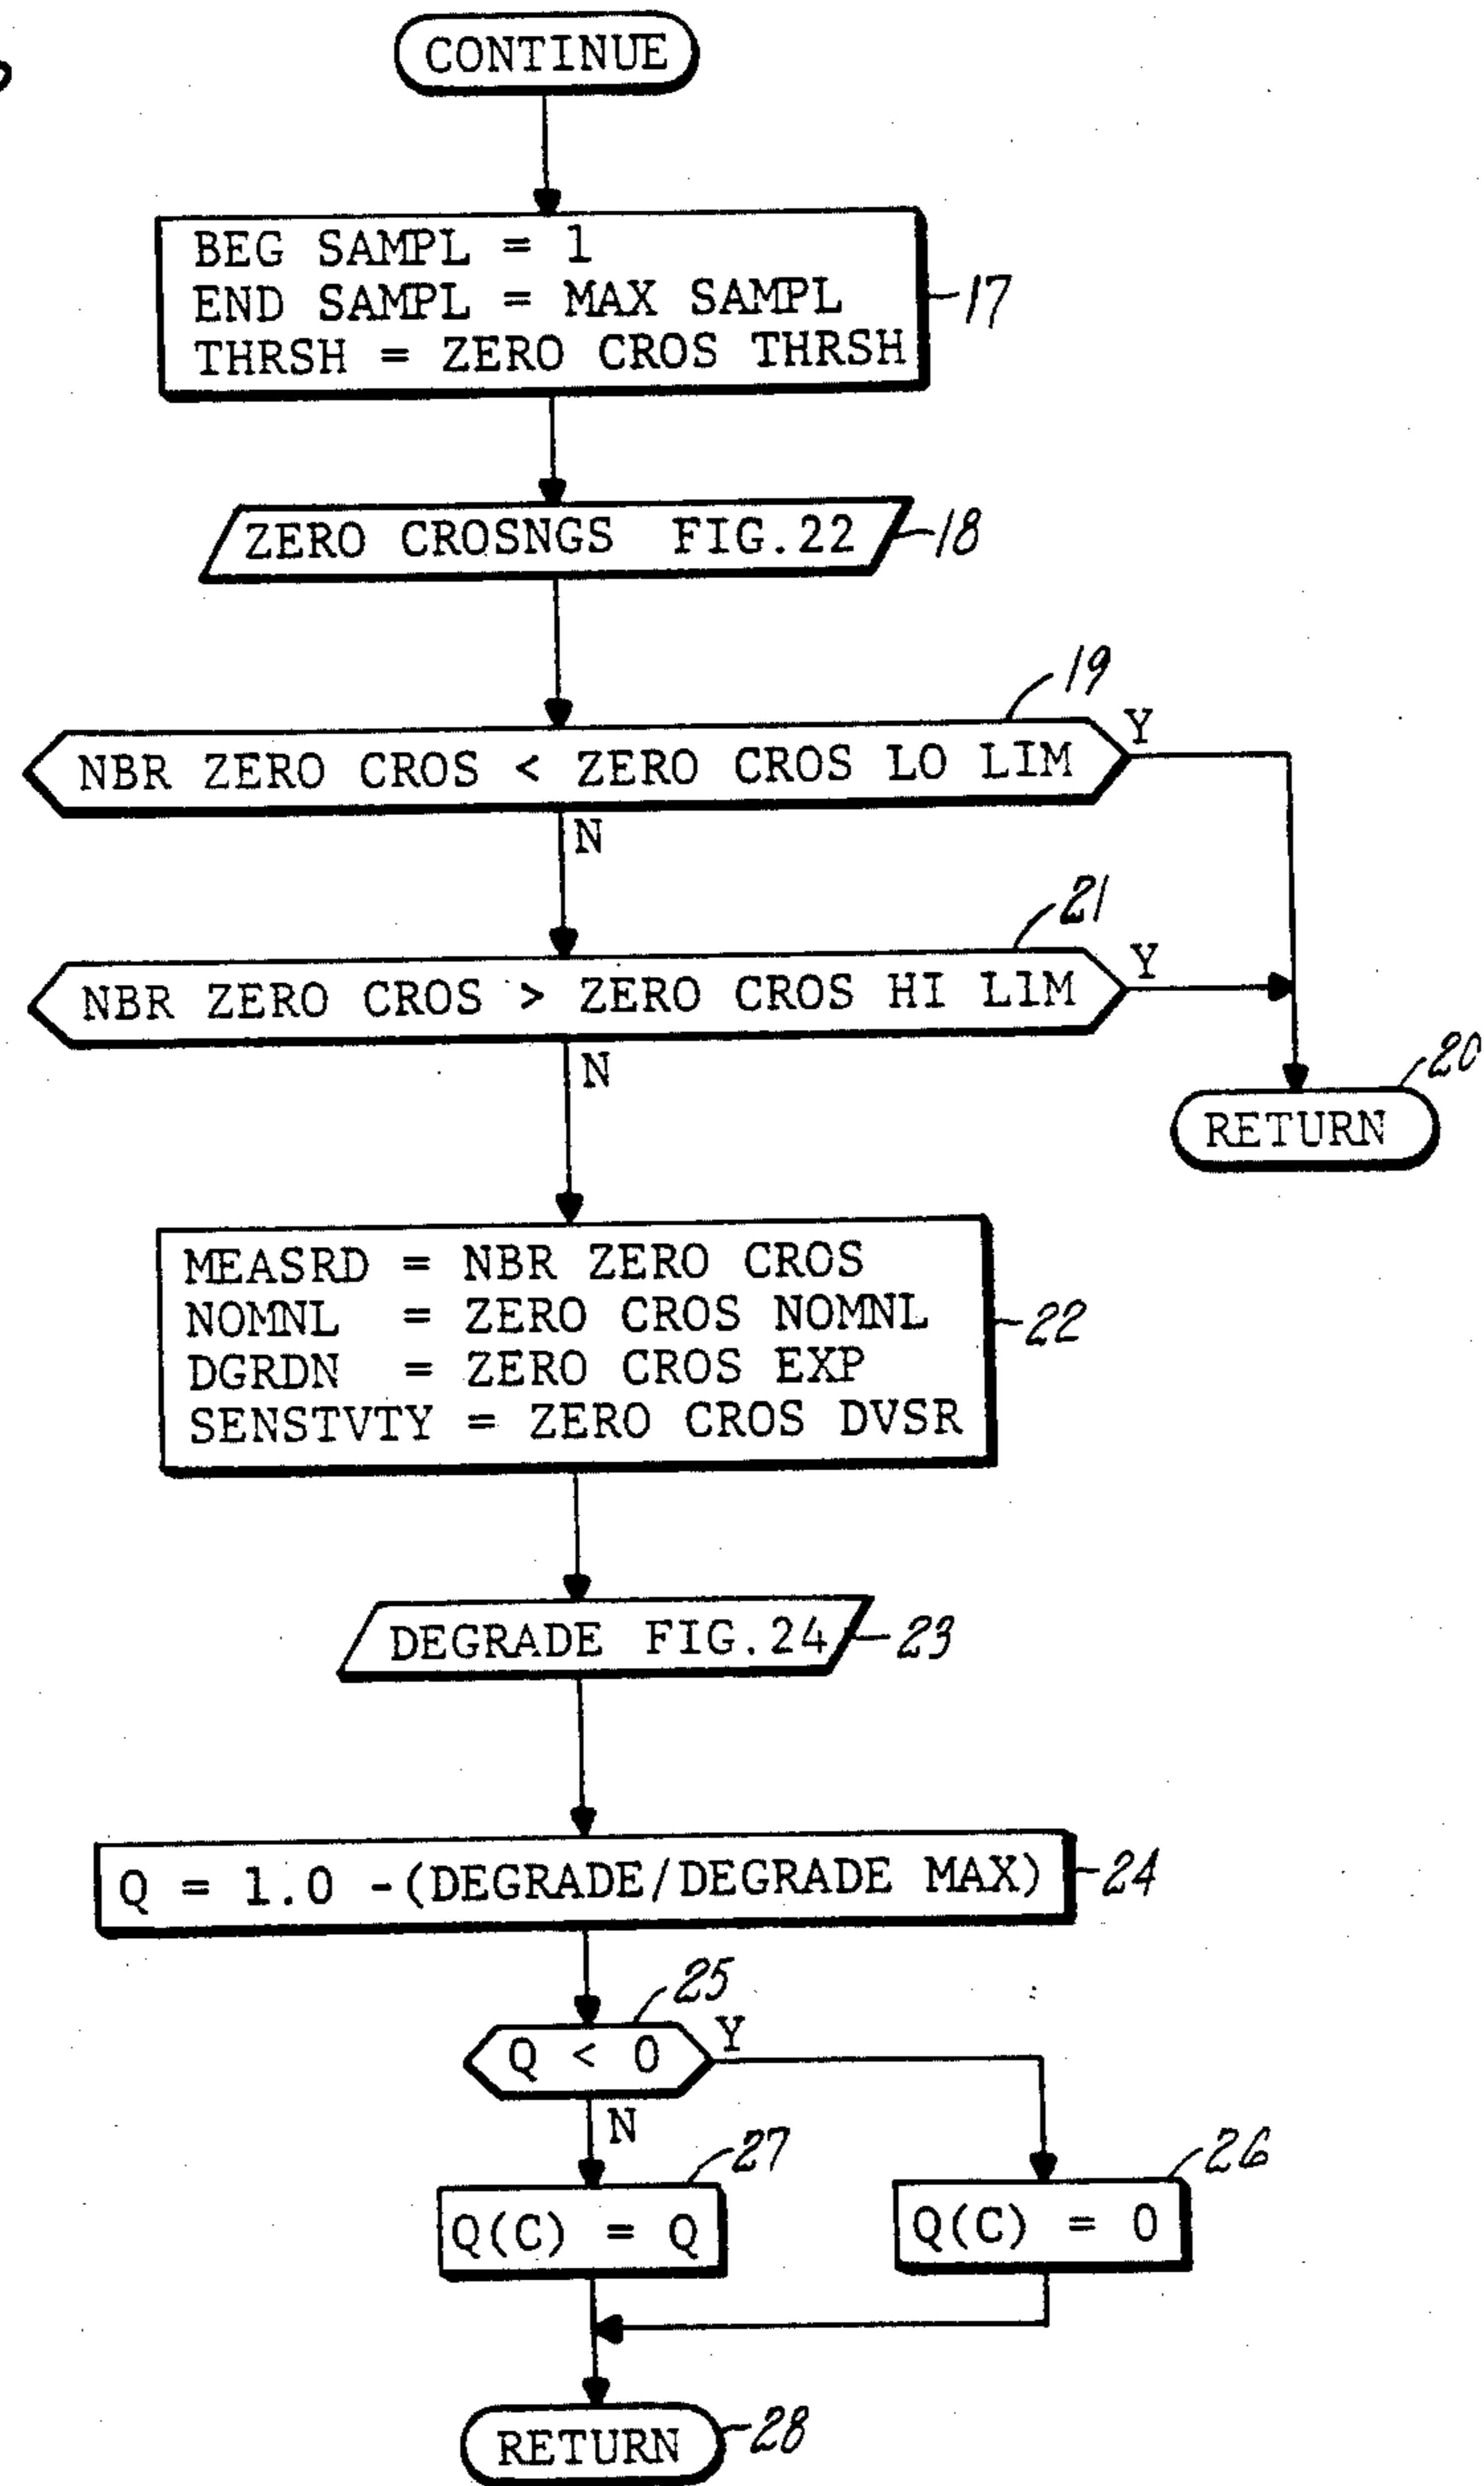 CONTINUE
BEG SAMPL = 1
END SAMPL = MAX SAMPL
THRSH = ZERO CROS THRSH
17
ZERO CROSNGS FIG.22
18
19
NBR ZERO CROS < ZERO CROS LO LIM
Y
N
21
NBR ZERO CROS > ZERO CROS HI LIM
Y
N
20
RETURN
MEASRD = NBR ZERO CROS
NOMNL = ZERO CROS NOMNL
DGRDN = ZERO CROS EXP
SENSTVTY = ZERO CROS DVSR
22
DEGRADE FIG.24
23
Q = 1.0 -(DEGRADE/DEGRADE MAX)
24
25
Q < 0
Y
N
27
Q(C) = Q
26
Q(C) = 0
RETURN
28